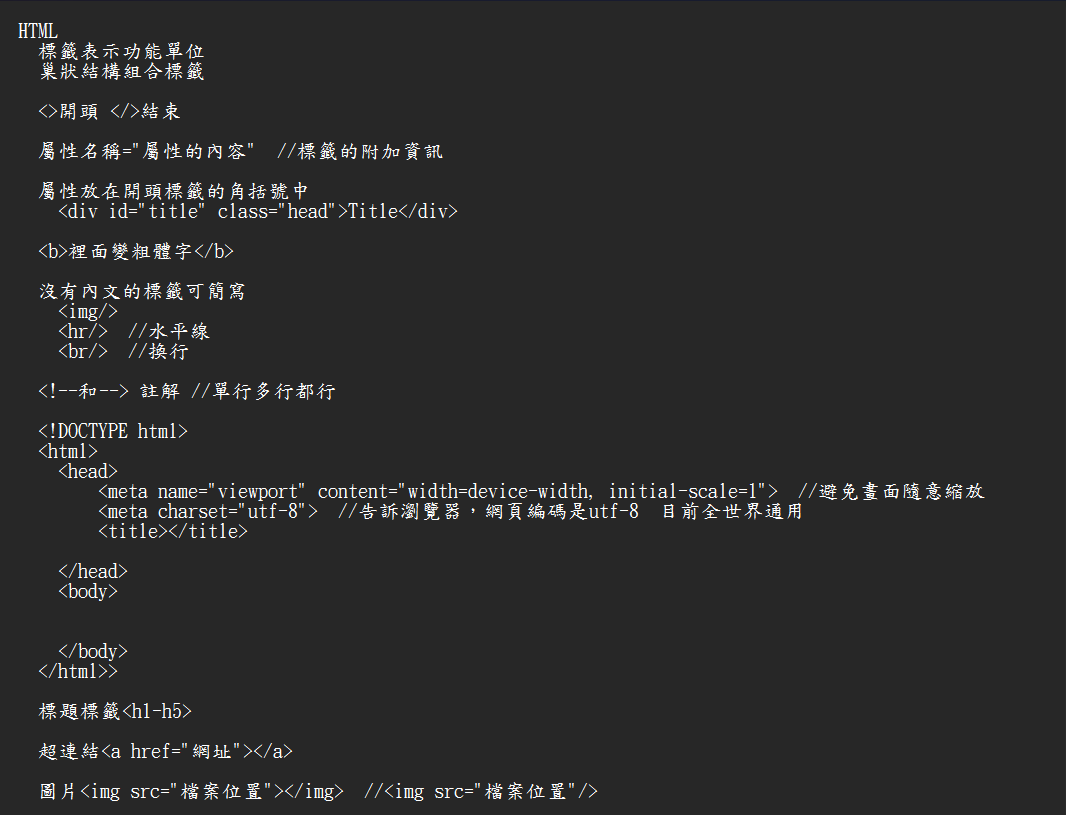 HTML
標籤表示功能單位
巢狀結構組合標籤
<>開頭 </>結束
屬性名稱="屬性的內容"  //標籤的附加資訊
屬性放在開頭標籤的角括號中
<div id="title" class="head">Title</div>
<b>裡面變粗體字</b>
沒有內文的標籤可簡寫
<img/>
<hr/>  //水平線
<br/>  //換行
<!--和--> 註解 //單行多行都行
<!DOCTYPE html>
<html>
<head>
<meta name="viewport" content="width=device-width, initial-scale=1">  //避免畫面隨意縮放
<meta charset="utf-8">  //告訴瀏覽器，網頁編碼是utf-8  目前全世界通用
<title></title>
</head>
<body>
</body>
</html>>
標題標籤<h1-h5>
超連結<a href="網址"></a>
圖片<img src="檔案位置"></img>  //<img src="檔案位置"/>